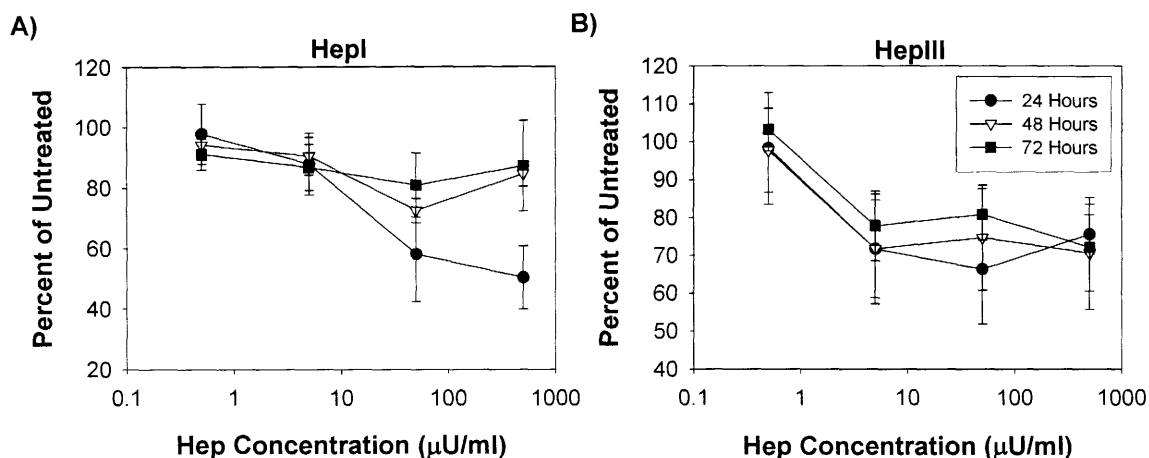 A)
HepI
120
100
80
60
40
20
0.1 1 10 100 1000
Percent of Untreated
Hep Concentration (μU/ml)
B)
HepIII
120
110
100
90
80
70
60
50
40
0.1 1 10 100 1000
Percent of Untreated
Hep Concentration (μU/ml)
24 Hours
48 Hours
72 Hours